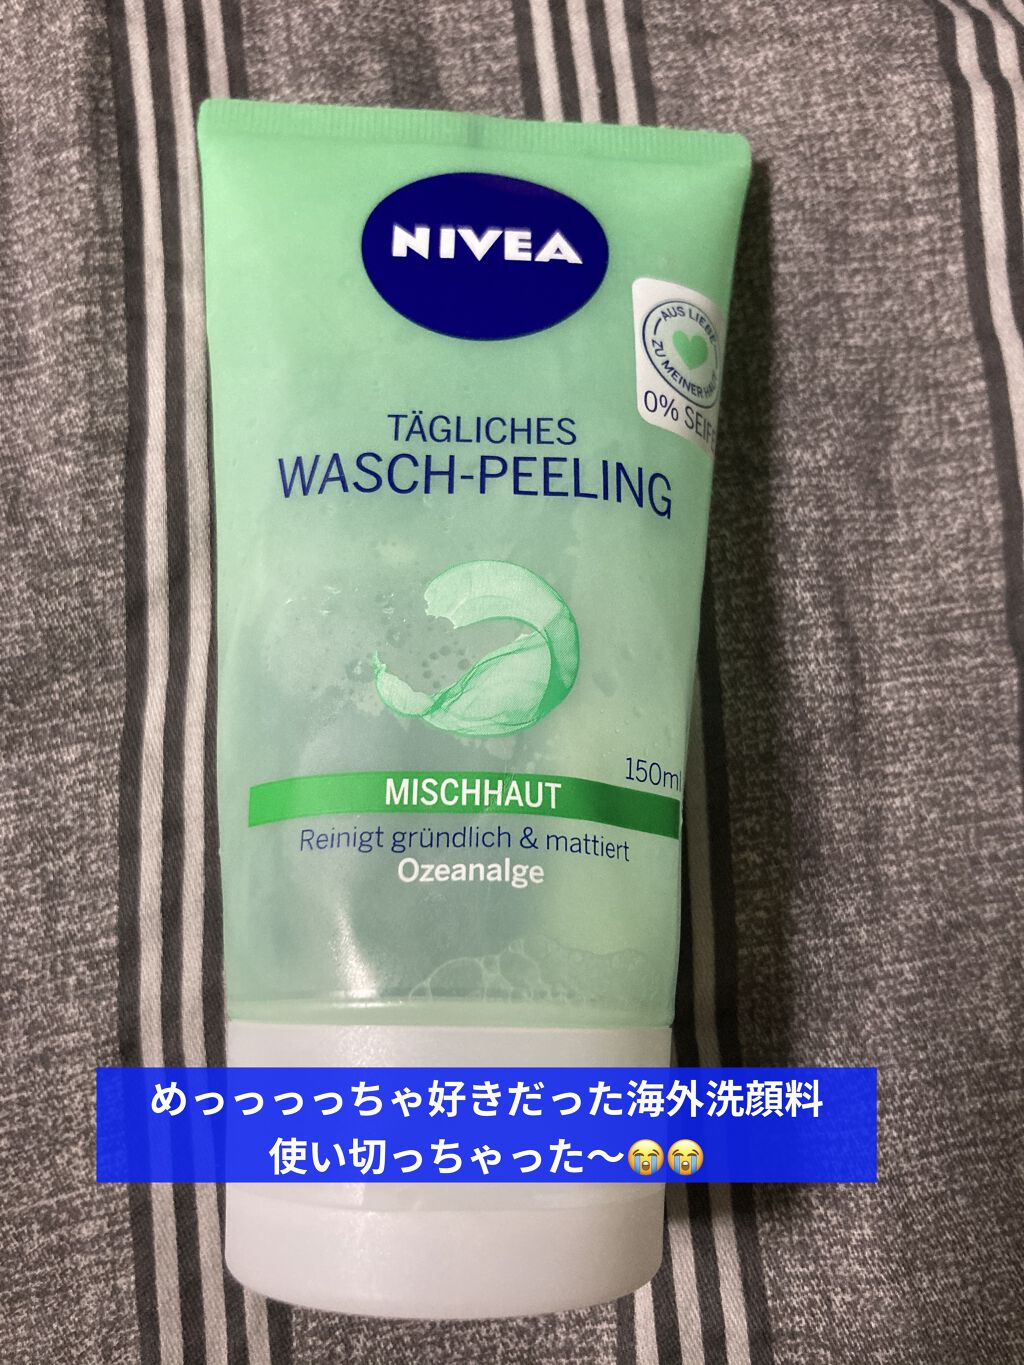 NIVEA
AUS LIEBE
ZU MEINER
0% SEIFE
TÄGLICHES
WASCH-PEELING
150ml
MISCHHAUT
Reinigt gründlich & mattiert
Ozeanalge
めっっっっちゃ好きだった海外洗顔料
使い切っちゃった〜😭😭